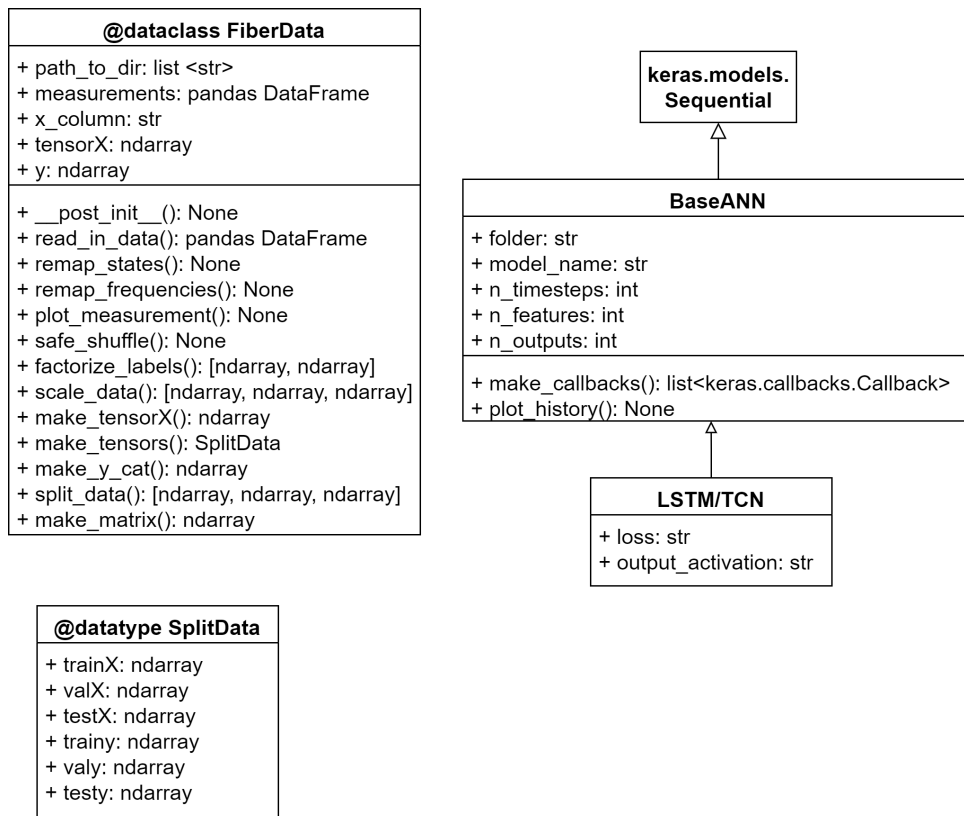 @dataclass FiberData
+ path_to_dir: list <str>
+ measurements: pandas DataFrame
+ x_column: str
+ tensorX: ndarray
+ y: ndarray
+ __post_init__(): None
+ read_in_data(): pandas DataFrame
+ remap_states(): None
+ remap_frequencies(): None
+ plot_measurement(): None
+ safe_shuffle(): None
+ factorize_labels(): [ndarray, ndarray]
+ scale_data(): [ndarray, ndarray, ndarray]
+ make_tensorX(): ndarray
+ make_tensors(): SplitData
+ make_y_cat(): ndarray
+ split_data(): [ndarray, ndarray, ndarray]
+ make_matrix(): ndarray
@datatype SplitData
+ trainX: ndarray
+ valX: ndarray
+ testX: ndarray
+ trainy: ndarray
+ valy: ndarray
+ testy: ndarray
keras.models.
Sequential
BaseANN
+ folder: str
+ model_name: str
+ n_timesteps: int
+ n_features: int
+ n_outputs: int
+ make_callbacks(): list<keras.callbacks.Callback>
+ plot_history(): None
LSTM/TCN
+ loss: str
+ output_activation: str